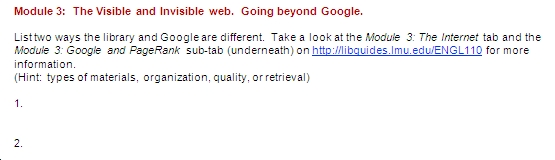 Module 3:  The Visible and Invisible web.  Going beyond Google.
List two ways the library and Google are different.  Take a look at the Module 3: The Internet tab and the
Module 3: Google and PageRank sub-tab (underneath) on http://libguides.lmu.edu/ENGL110 for more
information.
(Hint: types of materials, organization, quality, or retrieval)
1.
2.